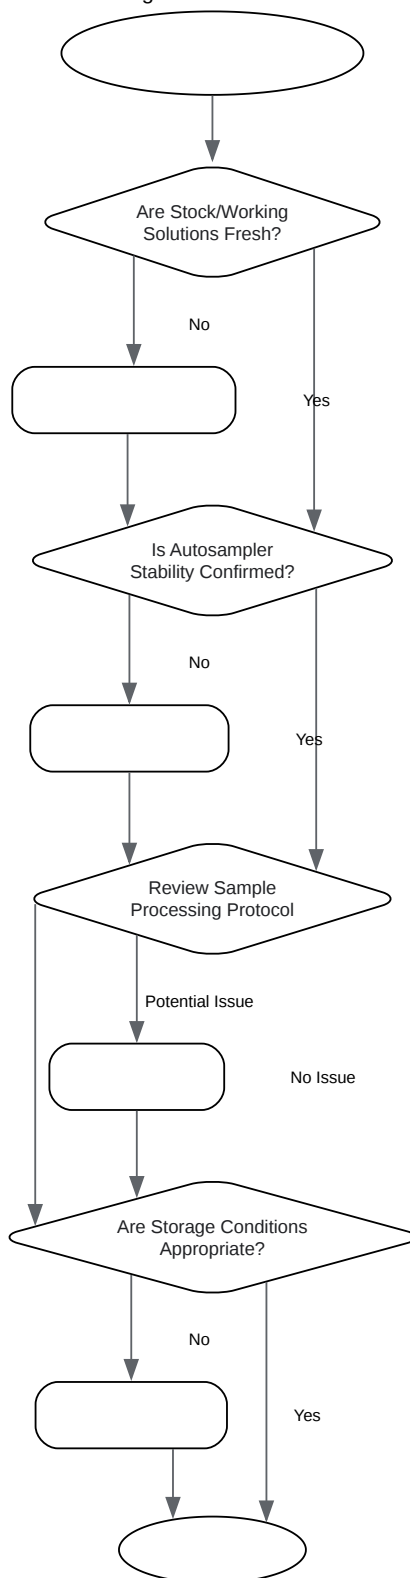 Are Stock/Working
Solutions Fresh?
No
Yes
Is Autosampler
Stability Confirmed?
No
Yes
Review Sample
Processing Protocol
Potential Issue
No Issue
Are Storage Conditions
Appropriate?
No
Yes